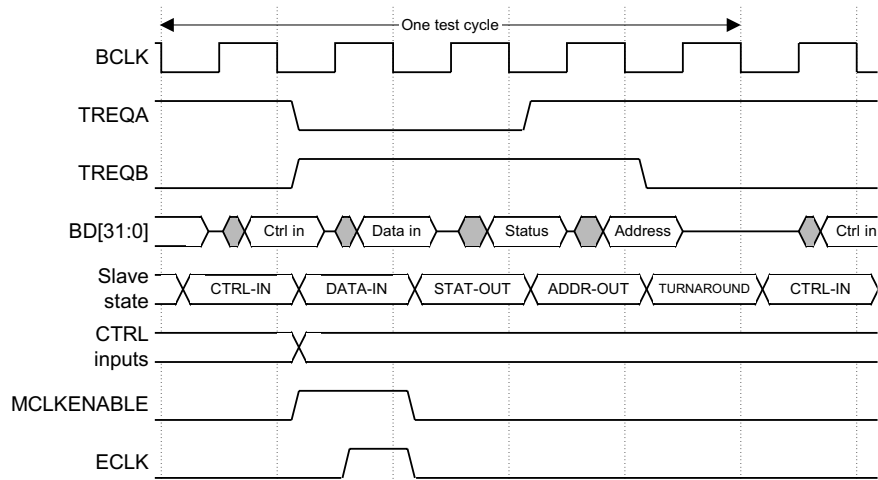 One test cycle
BCLK
TREQA
TREQB
BD[31:0]
Ctrl in
Data in
Status
Address
Ctrl in
Slave
state
CTRL-IN
DATA-IN
STAT-OUT
ADDR-OUT
TURNAROUND
CTRL-IN
CTRL
inputs
MCLKENABLE
ECLK